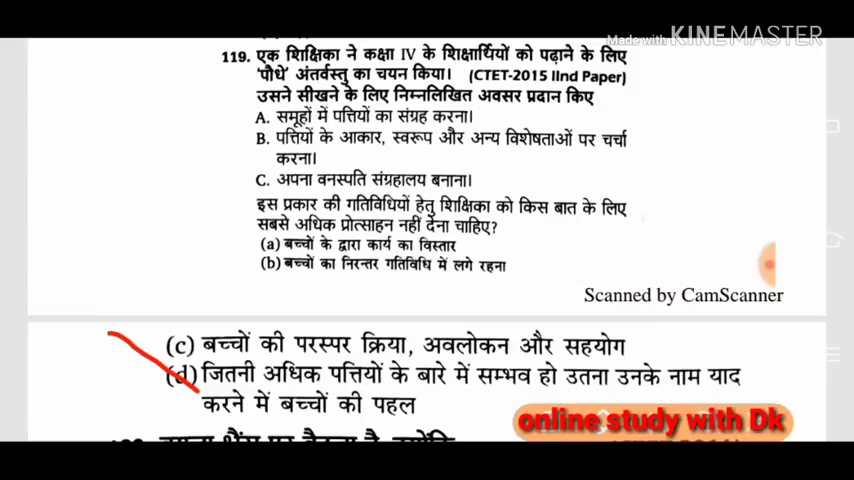 Made with KINEMASTER
119. एक शिक्षिका ने कक्षा IV के शिक्षार्थियों को पढ़ाने के लिए
'पौधे' अंतर्वस्तु का चयन किया। (CTET-2015 IInd Paper)
उसने सीखने के लिए निम्नलिखित अवसर प्रदान किए
A. समूहों में पत्तियों का संग्रह करना।
B. पत्तियों के आकार, स्वरूप और अन्य विशेषताओं पर चर्चा
करना।
C. अपना वनस्पति संग्रहालय बनाना।
इस प्रकार की गतिविधियों हेतु शिक्षिका को किस बात के लिए
सबसे अधिक प्रोत्साहन नहीं देना चाहिए?
(a) बच्चों के द्वारा कार्य का विस्तार
(b) बच्चों का निरन्तर गतिविधि में लगे रहना
Scanned by CamScanner
(c) बच्चों की परस्पर क्रिया, अवलोकन और सहयोग
(d) जितनी अधिक पत्तियों के बारे में सम्भव हो उतना उनके नाम याद
करने में बच्चों की पहल
online study with Dk